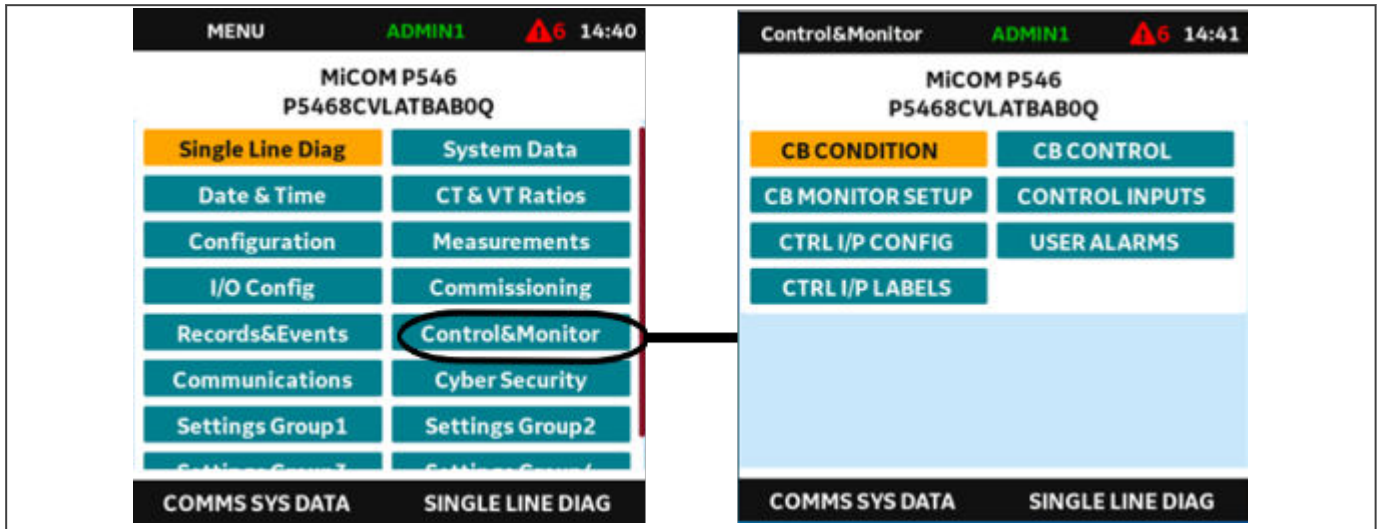 MENU ADMIN1 6 14:40
MiCOM P546
P5468CVLATBAB0Q
Single Line Diag System Data
Date & Time CT & VT Ratios
Configuration Measurements
I/O Config Commissioning
Records&Events Control&Monitor
Communications Cyber Security
Settings Group1 Settings Group2
COMMS SYS DATA SINGLE LINE DIAG
Control&Monitor ADMIN1 6 14:41
MiCOM P546
P5468CVLATBAB0Q
CB CONDITION CB CONTROL
CB MONITOR SETUP CONTROL INPUTS
CTRL I/P CONFIG USER ALARMS
CTRL I/P LABELS
COMMS SYS DATA SINGLE LINE DIAG